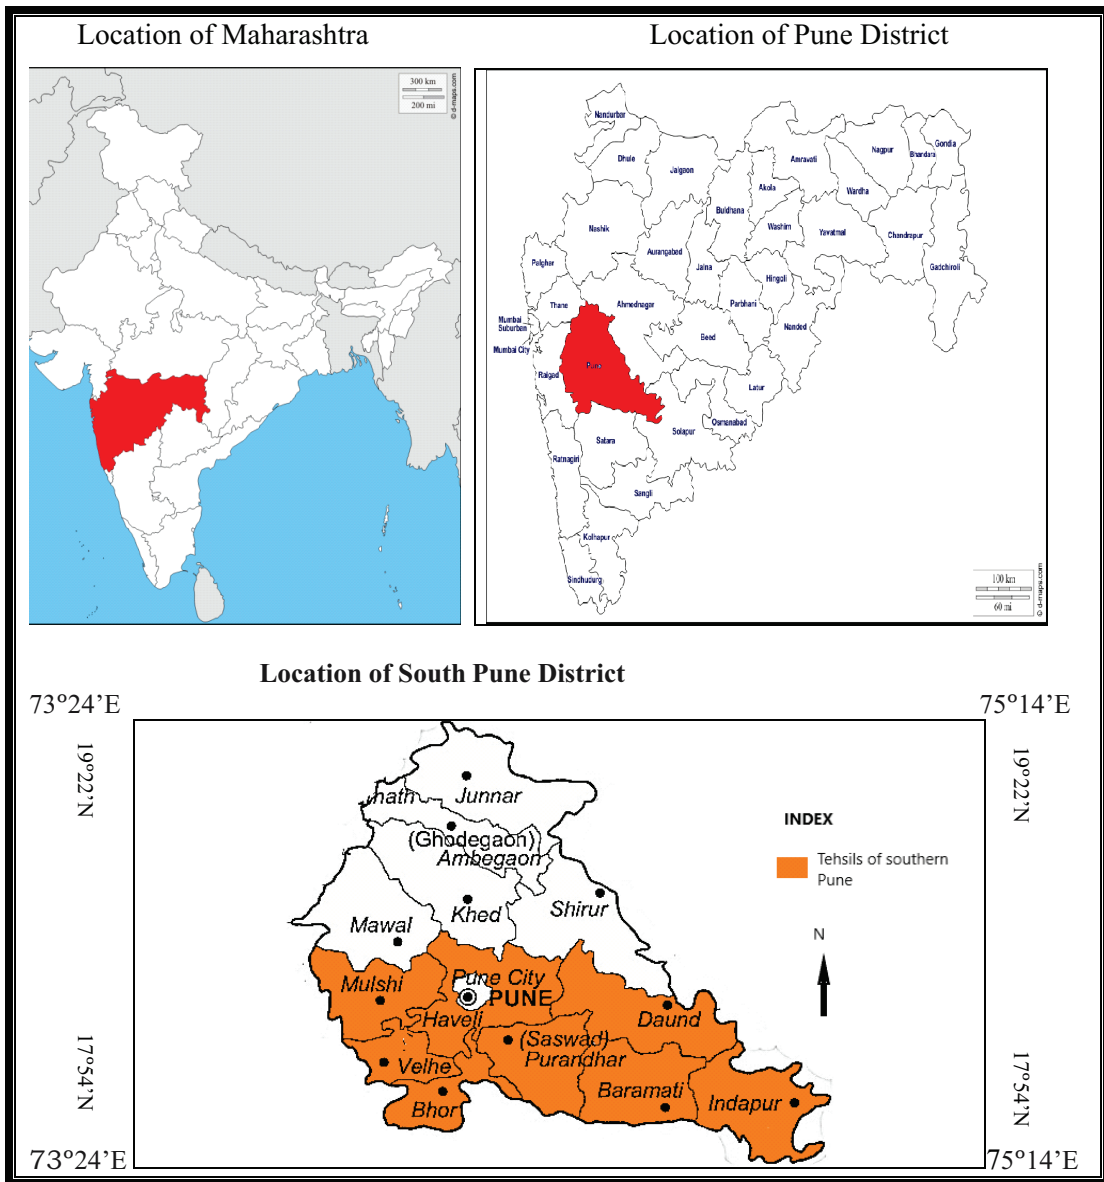 Location of Maharashtra
300 km
200 mi
© d-maps.com
Location of Pune District
Nandurbar
Dhule
Jalgaon
Amravati
Nagpur
Bhandara
Gondia
Akola
Wardha
Buldhana
Nashik
Washim
Yavatmal
Chandrapur
Aurangabad
Palghar
Jalna
Gadchiroli
Hingoli
Thane
Ahmednagar
Parbhani
Mumbai
Suburban
Nanded
Beed
Mumbai City
Pune
Raigad
Latur
Osmanabad
Solapur
Satara
Ratnagiri
Sangli
Kolhapur
Sindhudurg
100 km
60 mi
© d-maps.com
Location of South Pune District
73°24’E
75°14’E
19°22’N
19°22’N
nath
Junnar
INDEX
(Ghodegaon)
Ambegaon
Tehsils of southern
Pune
Khed
Shirur
Mawal
N
Pune City
Mulshi
PUNE
Haveli
Daund
(Saswad)
Purandhar
Velhe
Baramati
Indapur
Bhor
17°54’N
17°54’N
73°24’E
75°14’E